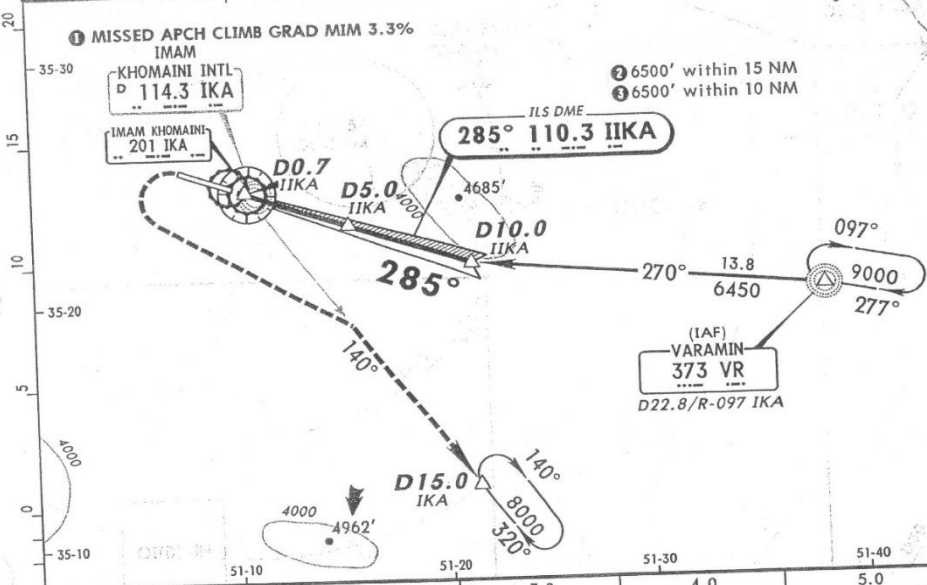 20
❶ MISSED APCH CLIMB GRAD MIM 3.3%
35-30
IMAM
KHOMAINI INTL
D 114.3 IKA
❷ 6500' within 15 NM
❸ 6500' within 10 NM
ILS DME
285° 110.3 IIKA
15
IMAM KHOMAINI
201 IKA
D0.7
IIKA
D5.0
IIKA
4000
4685'
D10.0
IIKA
097°
9000
277°
10
285°
270°
13.8
6450
35-20
(IAF)
VARAMIN
373 VR
D22.8/R-097 IKA
140°
5
4000
D15.0
IKA
140°
8000
320°
0
4000
4962'
35-10
51-10
51-20
51-30
51-40
4.0
5.0